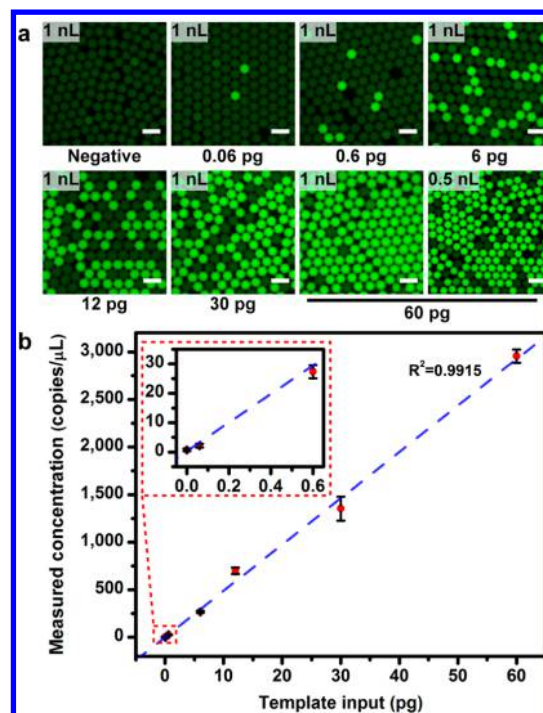 a
1 nL 1 nL 1 nL 1 nL
Negative 0.06 pg 0.6 pg 6 pg
1 nL 1 nL 1 nL 0.5 nL
12 pg 30 pg 60 pg
b
Measured concentration (copies/μL)
3,000
2,500
2,000
1,500
1,000
500
0
30
20
10
0
0.0 0.2 0.4 0.6
R²=0.9915
0 10 20 30 40 50 60
Template input (pg)